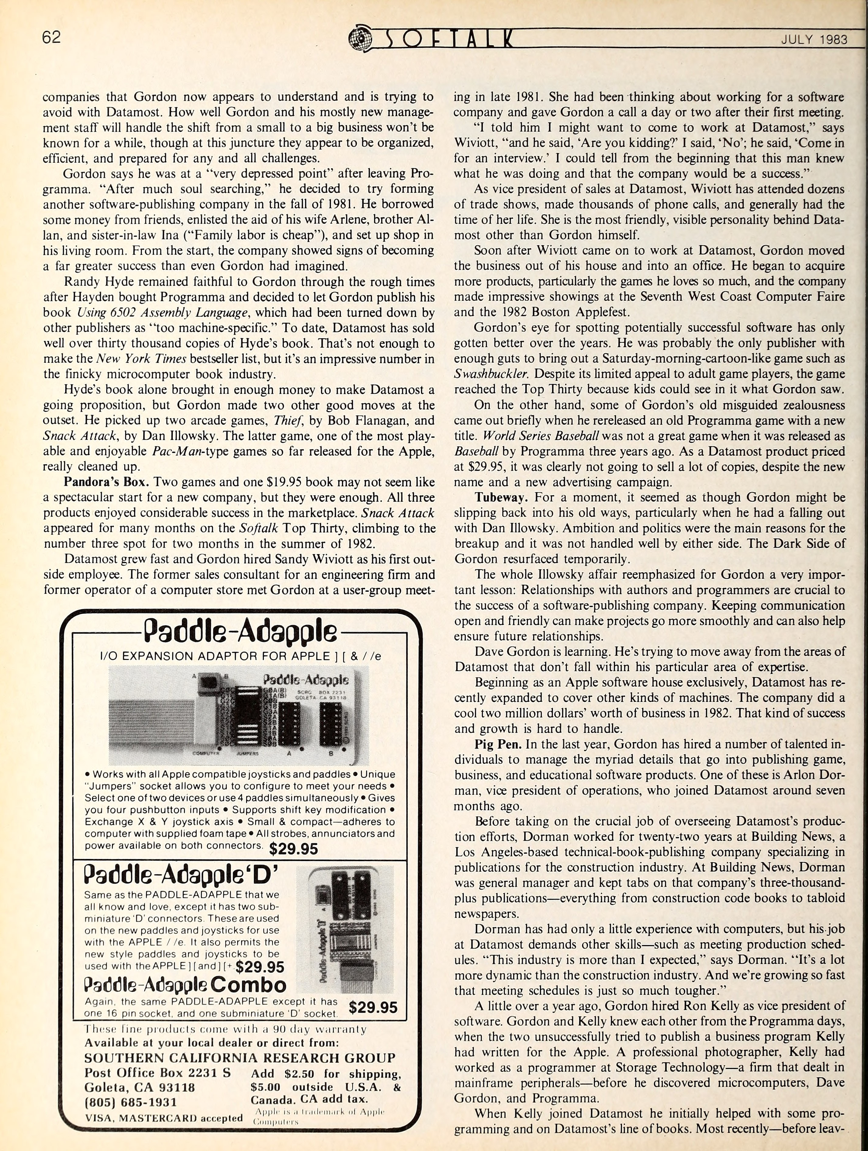 62
SOFTALK
JULY 1983
companies that Gordon now appears to understand and is trying to
avoid with Datamost. How well Gordon and his mostly new manage-
ment staff will handle the shift from a small to a big business won't be
known for a while, though at this juncture they appear to be organized,
efficient, and prepared for any and all challenges.
Gordon says he was at a "very depressed point" after leaving Pro-
gramma. "After much soul searching," he decided to try forming
another software-publishing company in the fall of 1981. He borrowed
some money from friends, enlisted the aid of his wife Arlene, brother Al-
lan, and sister-in-law Ina ("Family labor is cheap"), and set up shop in
his living room. From the start, the company showed signs of becoming
a far greater success than even Gordon had imagined.
Randy Hyde remained faithful to Gordon through the rough times
after Hayden bought Programma and decided to let Gordon publish his
book Using 6502 Assembly Language, which had been turned down by
other publishers as "too machine-specific." To date, Datamost has sold
well over thirty thousand copies of Hyde's book. That's not enough to
make the New York Times bestseller list, but it's an impressive number in
the finicky microcomputer book industry.
Hyde's book alone brought in enough money to make Datamost a
going proposition, but Gordon made two other good moves at the
outset. He picked up two arcade games, Thief, by Bob Flanagan, and
Snack Attack, by Dan Illowsky. The latter game, one of the most play-
able and enjoyable Pac-Man-type games so far released for the Apple,
really cleaned up.
Pandora's Box. Two games and one $19.95 book may not seem like
a spectacular start for a new company, but they were enough. All three
products enjoyed considerable success in the marketplace. Snack Attack
appeared for many months on the Softalk Top Thirty, climbing to the
number three spot for two months in the summer of 1982.
Datamost grew fast and Gordon hired Sandy Wiviott as his first out-
side employee. The former sales consultant for an engineering firm and
former operator of a computer store met Gordon at a user-group meet-
Paddle-Adapple
I/O EXPANSION ADAPTOR FOR APPLE ] [ & / /e
A
B
Paddle-Adapple
SCRG BOX 2231
GOLETA CA 93118
COMPUTER
JUMPERS
A
B
• Works with all Apple compatible joysticks and paddles • Unique
"Jumpers" socket allows you to configure to meet your needs •
Select one of two devices or use 4 paddles simultaneously • Gives
you four pushbutton inputs • Supports shift key modification •
Exchange X & Y joystick axis • Small & compact—adheres to
computer with supplied foam tape • All strobes, annunciators and
power available on both connectors. $29.95
Paddle-Adapple 'D'
Same as the PADDLE-ADAPPLE that we
all know and love, except it has two sub-
miniature 'D' connectors. These are used
on the new paddles and joysticks for use
with the APPLE / /e. It also permits the
new style paddles and joysticks to be
used with the APPLE ] [ and ] [ + $29.95
Paddle-Adapple 'D'
Paddle-Adapple Combo
Again, the same PADDLE-ADAPPLE except it has
one 16 pin socket, and one subminiature 'D' socket. $29.95
These fine products come with a 90 day warranty
Available at your local dealer or direct from:
SOUTHERN CALIFORNIA RESEARCH GROUP
Post Office Box 2231 S
Goleta, CA 93118
(805) 685-1931
VISA, MASTERCARD accepted
Add $2.50 for shipping,
$5.00 outside U.S.A. &
Canada. CA add tax.
Apple is a trademark of Apple
Computers
ing in late 1981. She had been thinking about working for a software
company and gave Gordon a call a day or two after their first meeting.
"I told him I might want to come to work at Datamost," says
Wiviott, "and he said, 'Are you kidding?' I said, 'No'; he said, 'Come in
for an interview.' I could tell from the beginning that this man knew
what he was doing and that the company would be a success."
As vice president of sales at Datamost, Wiviott has attended dozens
of trade shows, made thousands of phone calls, and generally had the
time of her life. She is the most friendly, visible personality behind Data-
most other than Gordon himself.
Soon after Wiviott came on to work at Datamost, Gordon moved
the business out of his house and into an office. He began to acquire
more products, particularly the games he loves so much, and the company
made impressive showings at the Seventh West Coast Computer Faire
and the 1982 Boston Applefest.
Gordon's eye for spotting potentially successful software has only
gotten better over the years. He was probably the only publisher with
enough guts to bring out a Saturday-morning-cartoon-like game such as
Swashbuckler. Despite its limited appeal to adult game players, the game
reached the Top Thirty because kids could see in it what Gordon saw.
On the other hand, some of Gordon's old misguided zealousness
came out briefly when he rereleased an old Programma game with a new
title. World Series Baseball was not a great game when it was released as
Baseball by Programma three years ago. As a Datamost product priced
at $29.95, it was clearly not going to sell a lot of copies, despite the new
name and a new advertising campaign.
Tubeway. For a moment, it seemed as though Gordon might be
slipping back into his old ways, particularly when he had a falling out
with Dan Illowsky. Ambition and politics were the main reasons for the
breakup and it was not handled well by either side. The Dark Side of
Gordon resurfaced temporarily.
The whole Illowsky affair reemphasized for Gordon a very impor-
tant lesson: Relationships with authors and programmers are crucial to
the success of a software-publishing company. Keeping communication
open and friendly can make projects go more smoothly and can also help
ensure future relationships.
Dave Gordon is learning. He's trying to move away from the areas of
Datamost that don't fall within his particular area of expertise.
Beginning as an Apple software house exclusively, Datamost has re-
cently expanded to cover other kinds of machines. The company did a
cool two million dollars' worth of business in 1982. That kind of success
and growth is hard to handle.
Pig Pen. In the last year, Gordon has hired a number of talented in-
dividuals to manage the myriad details that go into publishing game,
business, and educational software products. One of these is Arlon Dor-
man, vice president of operations, who joined Datamost around seven
months ago.
Before taking on the crucial job of overseeing Datamost's produc-
tion efforts, Dorman worked for twenty-two years at Building News, a
Los Angeles-based technical-book-publishing company specializing in
publications for the construction industry. At Building News, Dorman
was general manager and kept tabs on that company's three-thousand-
plus publications—everything from construction code books to tabloid
newspapers.
Dorman has had only a little experience with computers, but his job
at Datamost demands other skills—such as meeting production sched-
ules. "This industry is more than I expected," says Dorman. "It's a lot
more dynamic than the construction industry. And we're growing so fast
that meeting schedules is just so much tougher."
A little over a year ago, Gordon hired Ron Kelly as vice president of
software. Gordon and Kelly knew each other from the Programma days,
when the two unsuccessfully tried to publish a business program Kelly
had written for the Apple. A professional photographer, Kelly had
worked as a programmer at Storage Technology—a firm that dealt in
mainframe peripherals—before he discovered microcomputers, Dave
Gordon, and Programma.
When Kelly joined Datamost he initially helped with some pro-
gramming and on Datamost's line of books. Most recently—before leav-